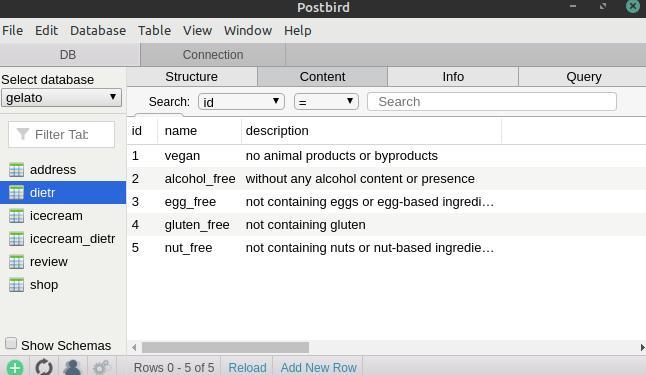 Postbird
File Edit Database Table View Window Help
DB Connection
Select database
gelato
Filter Tab
address
dietr
icecream
icecream_dietr
review
shop
Show Schemas
Structure Content Info Query
Search: id = Search
id name description
1 vegan no animal products or byproducts
2 alcohol_free without any alcohol content or presence
3 egg_free not containing eggs or egg-based ingredi…
4 gluten_free not containing gluten
5 nut_free not containing nuts or nut-based ingredie…
Rows 0 - 5 of 5 Reload Add New Row